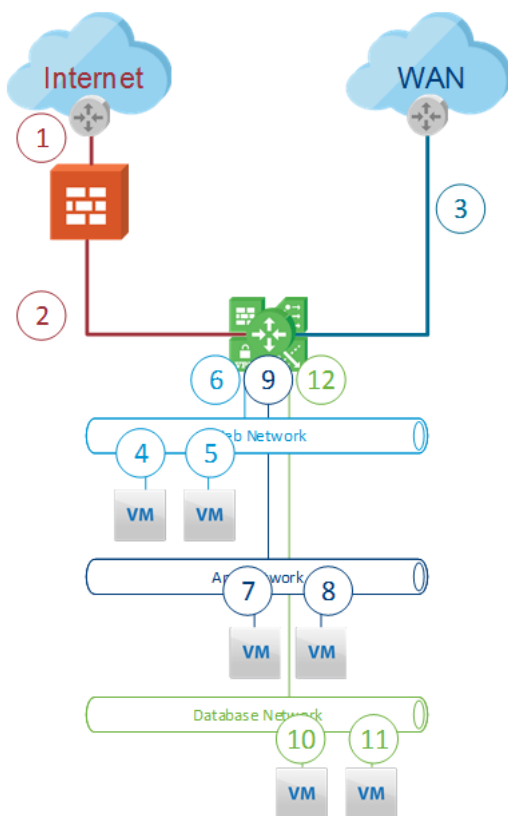 Internet
WAN
1
3
2
6
9
12
Network
4
5
VM
VM
7
8
VM
VM
Database Network
10
11
VM
VM